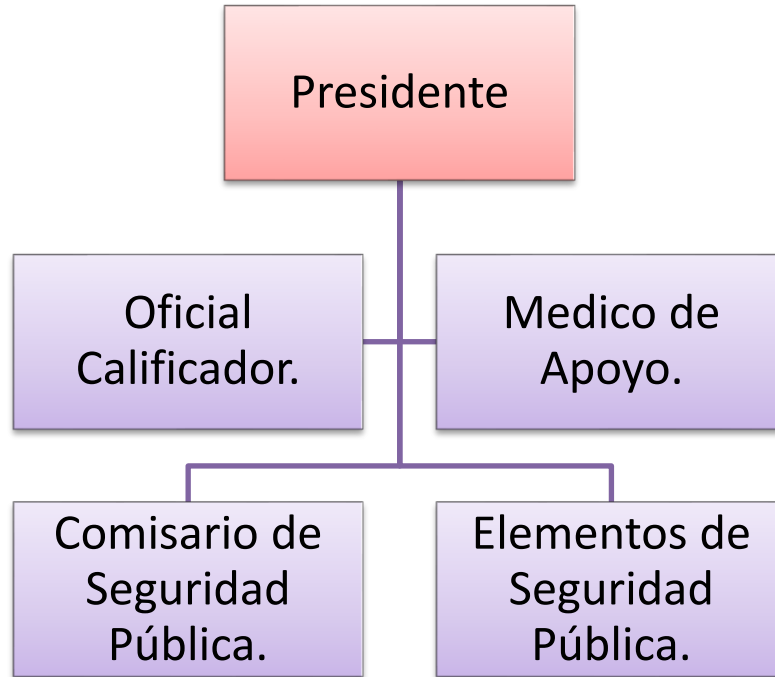 Presidente
Oficial
Calificador.
Medico de
Apoyo.
Comisario de
Seguridad
Pública.
Elementos de
Seguridad
Pública.